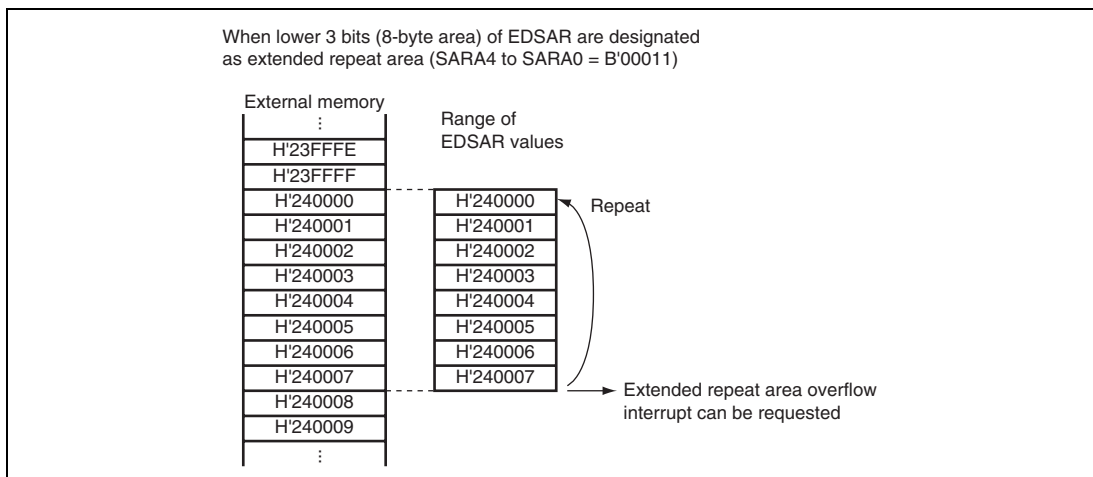 When lower 3 bits (8-byte area) of EDSAR are designated
as extended repeat area (SARA4 to SARA0 = B'00011)
External memory
⋮
H'23FFFE
H'23FFFF
H'240000
H'240001
H'240002
H'240003
H'240004
H'240005
H'240006
H'240007
H'240008
H'240009
⋮
Range of
EDSAR values
H'240000
H'240001
H'240002
H'240003
H'240004
H'240005
H'240006
H'240007
Repeat
Extended repeat area overflow
interrupt can be requested